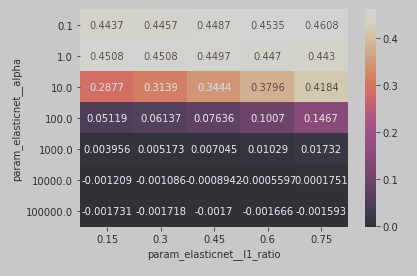 0.1 0.4437 0.4457 0.4487 0.4535 0.4608
1.0 0.4508 0.4508 0.4497 0.447 0.443
10.0 0.2877 0.3139 0.3444 0.3796 0.4184
100.0 0.05119 0.06137 0.07636 0.1007 0.1467
1000.0 0.003956 0.005173 0.007045 0.01029 0.01732
10000.0 -0.001209 -0.001086 -0.0008942 -0.0005597 0.0001751
100000.0 -0.001731 -0.001718 -0.0017 -0.001666 -0.001593
0.15 0.3 0.45 0.6 0.75
param_elasticnet__l1_ratio
param_elasticnet__alpha
0.4
0.3
0.2
0.1
0.0